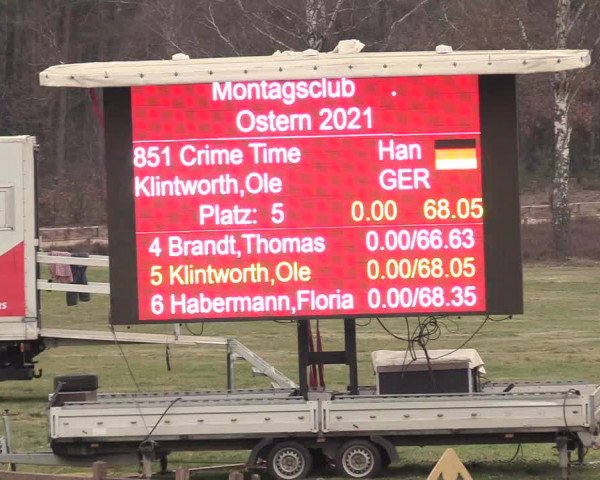 Montagsclub
Ostern 2021
851 Crime Time Han
Klintworth,Ole GER
Platz: 5 0.00 68.05
4 Brandt,Thomas 0.00/66.63
5 Klintworth,Ole 0.00/68.05
6 Habermann,Floria 0.00/68.35